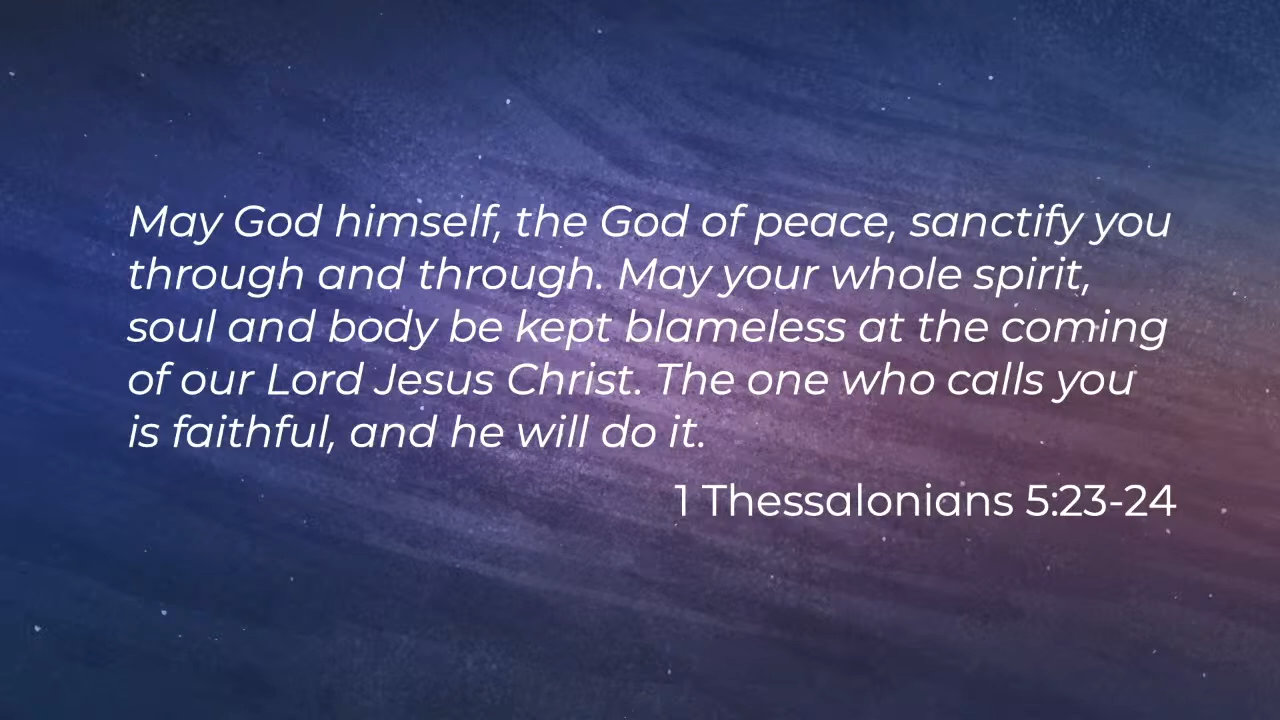 May God himself, the God of peace, sanctify you
through and through. May your whole spirit,
soul and body be kept blameless at the coming
of our Lord Jesus Christ. The one who calls you
is faithful, and he will do it.
1 Thessalonians 5:23-24